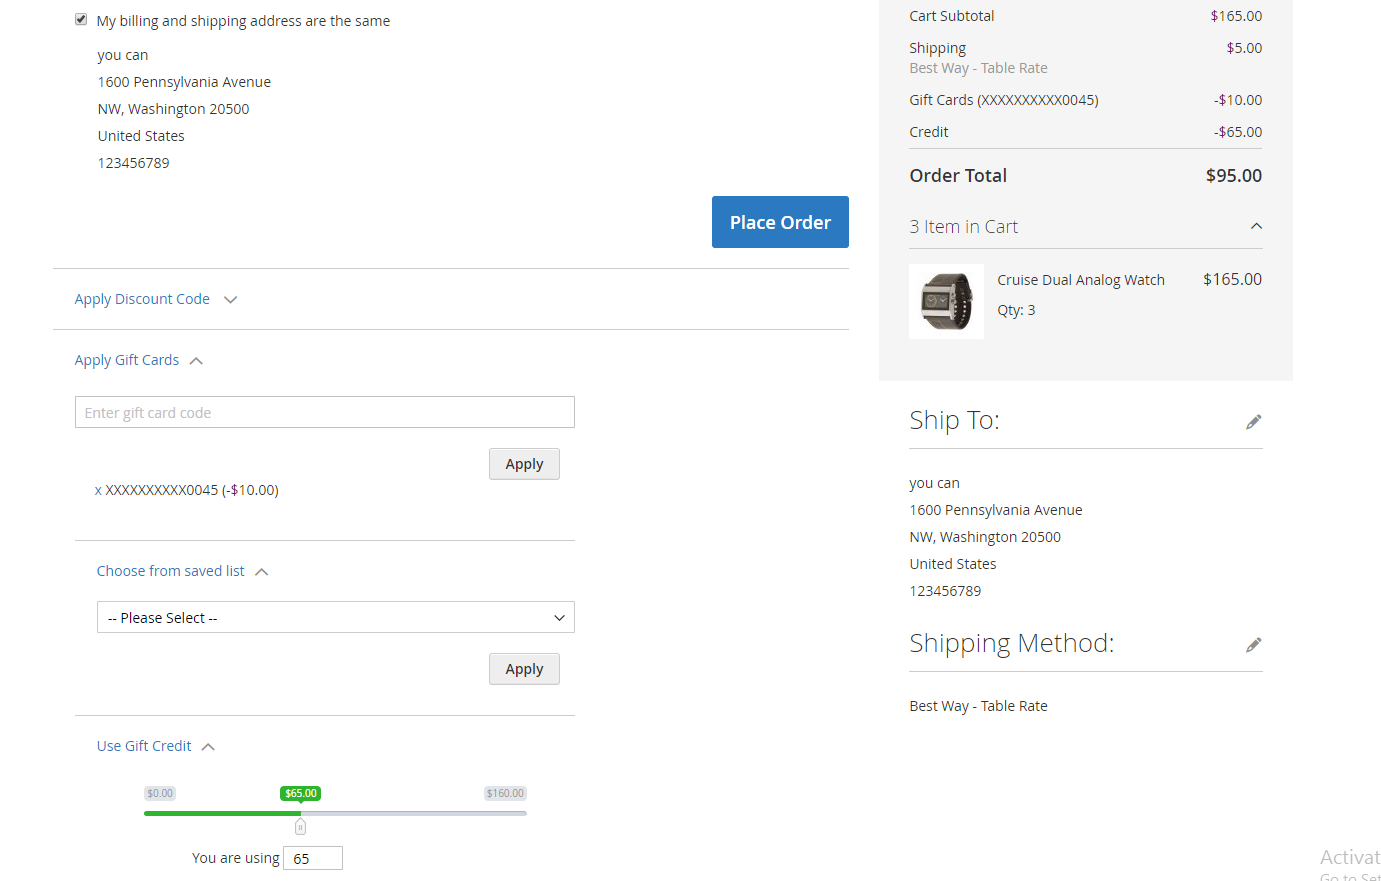 My billing and shipping address are the same
you can
1600 Pennsylvania Avenue
NW, Washington 20500
United States
123456789
Place Order
Apply Discount Code
Apply Gift Cards
Enter gift card code
Apply
x XXXXXXXXXX0045 (-$10.00)
Choose from saved list
-- Please Select --
Apply
Use Gift Credit
$0.00 $65.00 $160.00
You are using 65
Cart Subtotal $165.00
Shipping $5.00
Best Way - Table Rate
Gift Cards (XXXXXXXXXX0045) -$10.00
Credit -$65.00
Order Total $95.00
3 Item in Cart
Cruise Dual Analog Watch $165.00
Qty: 3
Ship To:
you can
1600 Pennsylvania Avenue
NW, Washington 20500
United States
123456789
Shipping Method:
Best Way - Table Rate
Activat
Go to Set